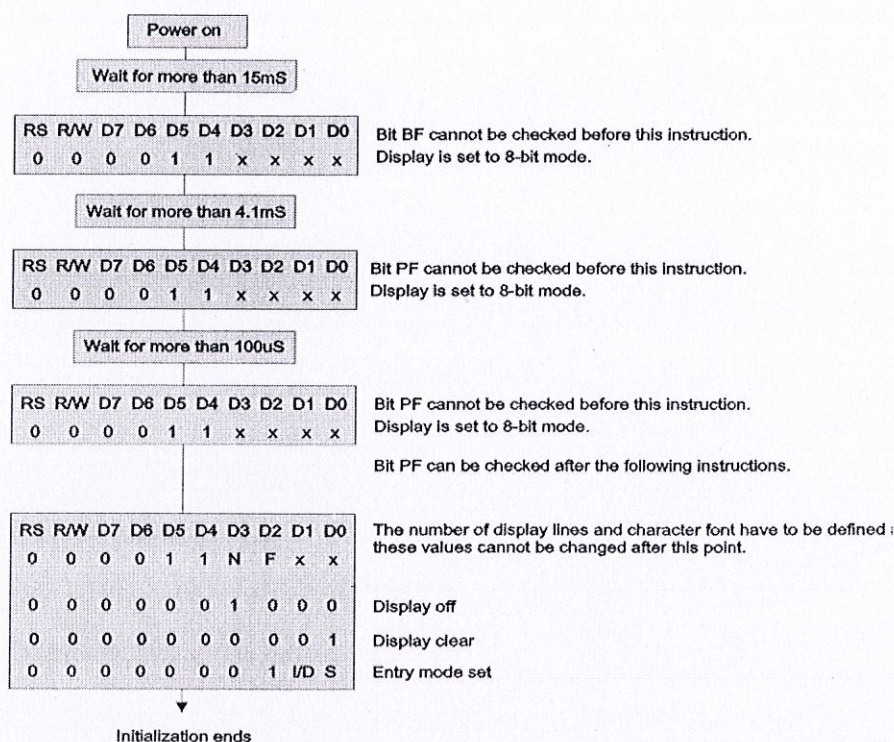 Power on
Wait for more than 15mS
RS R/W D7 D6 D5 D4 D3 D2 D1 D0
0 0 0 0 1 1 x x x x
Bit BF cannot be checked before this instruction.
Display is set to 8-bit mode.
Wait for more than 4.1mS
RS R/W D7 D6 D5 D4 D3 D2 D1 D0
0 0 0 0 1 1 x x x x
Bit PF cannot be checked before this instruction.
Display is set to 8-bit mode.
Wait for more than 100uS
RS R/W D7 D6 D5 D4 D3 D2 D1 D0
0 0 0 0 1 1 x x x x
Bit PF cannot be checked before this instruction.
Display is set to 8-bit mode.
Bit PF can be checked after the following instructions.
RS R/W D7 D6 D5 D4 D3 D2 D1 D0
0 0 0 0 1 1 N F x x
The number of display lines and character font have to be defined
these values cannot be changed after this point.
0 0 0 0 0 0 1 0 0 0
Display off
0 0 0 0 0 0 0 0 0 1
Display clear
0 0 0 0 0 0 0 1 I/D S
Entry mode set
Initialization ends